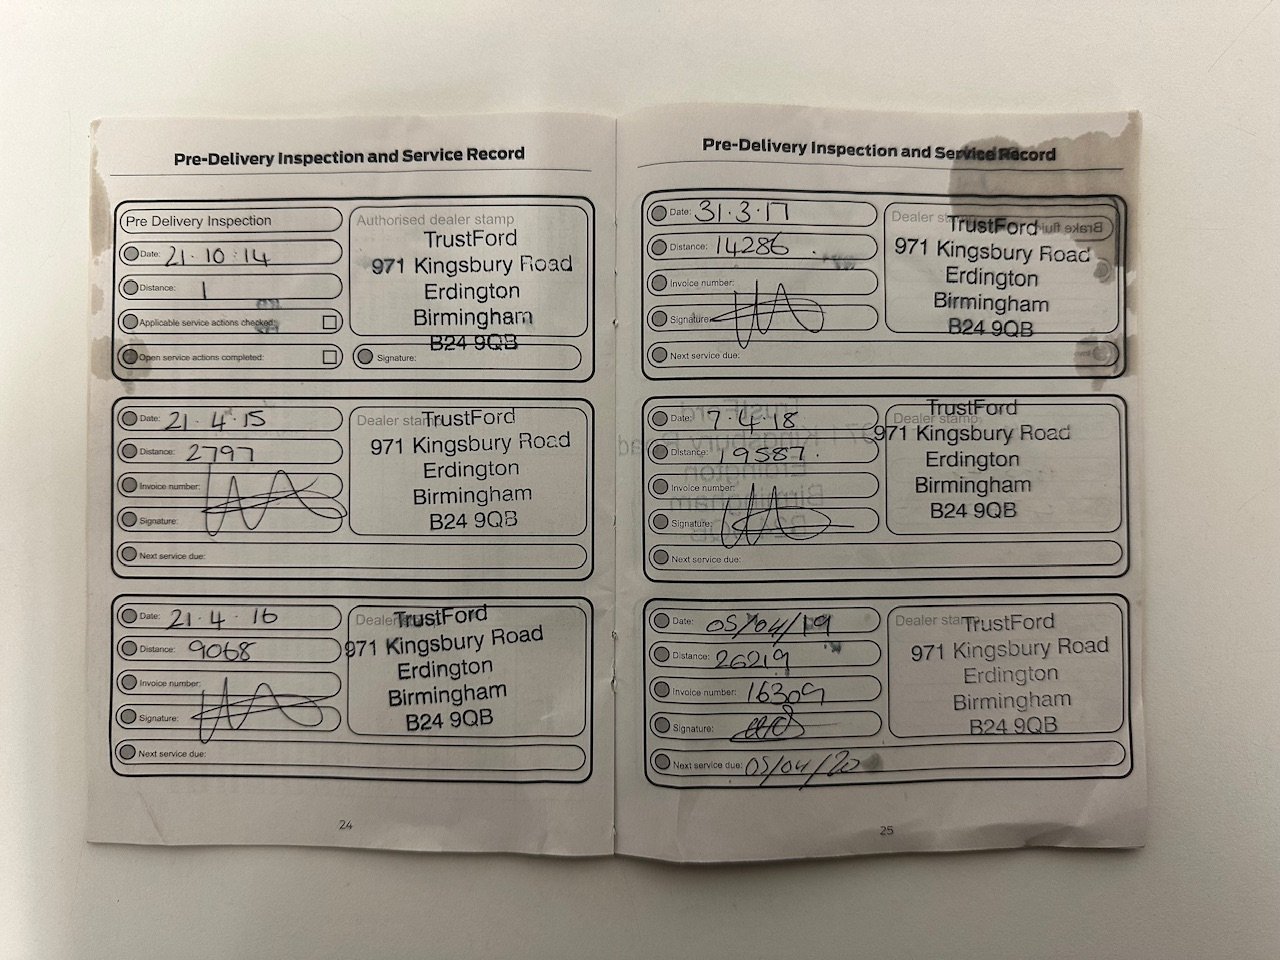 Pre-Delivery Inspection and Service Record
Pre Delivery Inspection
Date: 21.10.14
Distance: 1
Applicable service actions checked:
Open service actions completed:
Authorised dealer stamp
TrustFord
971 Kingsbury Road
Erdington
Birmingham
B24 9QB
Signature:
Date: 21.4.15
Distance: 2797
Invoice number:
Signature:
Next service due:
Dealer stamp
TrustFord
971 Kingsbury Road
Erdington
Birmingham
B24 9QB
Date: 21.4.16
Distance: 9068
Invoice number:
Signature:
Next service due:
Dealer
TrustFord
971 Kingsbury Road
Erdington
Birmingham
B24 9QB
24
Pre-Delivery Inspection and Service Record
Date: 31.3.17
Distance: 14286
Invoice number:
Signature:
Next service due:
Dealer
TrustFord
971 Kingsbury Road
Erdington
Birmingham
B24 9QB
Date: 7.4.18
Distance: 19587.
Invoice number:
Signature:
Next service due:
Dealer stamp
TrustFord
971 Kingsbury Road
Erdington
Birmingham
B24 9QB
Date: 05/04/19
Distance: 26219
Invoice number: 16309
Signature:
Next service due: 05/04/20
Dealer stamp
TrustFord
971 Kingsbury Road
Erdington
Birmingham
B24 9QB
25